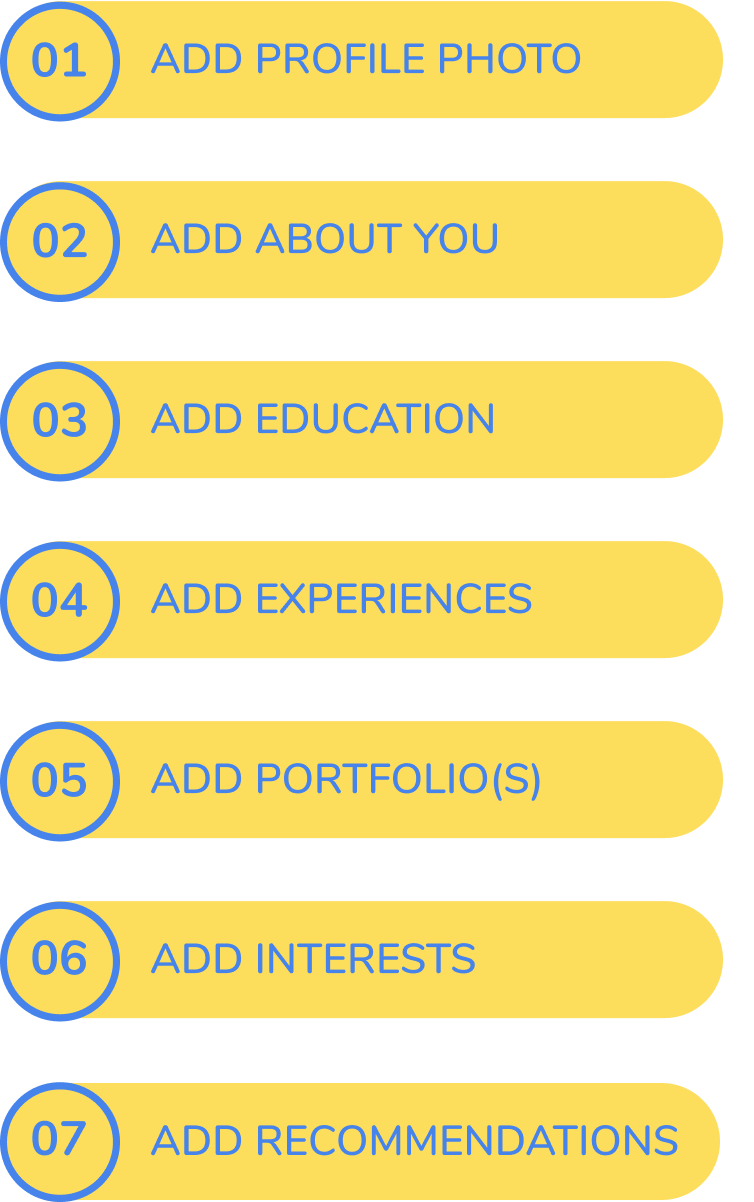 01 ADD PROFILE PHOTO
02 ADD ABOUT YOU
03 ADD EDUCATION
04 ADD EXPERIENCES
05 ADD PORTFOLIO(S)
06 ADD INTERESTS
07 ADD RECOMMENDATIONS